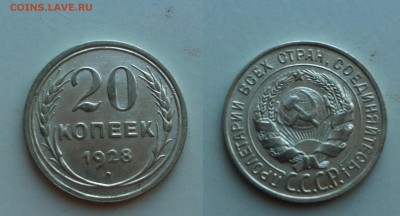 COINS.LAVE.RU
20
КОПЕЕК
1928
ПРОЛЕТАРИИ ВСЕХ СТРАН, СОЕДИНЯЙТЕСЬ!
С.С.С.Р.